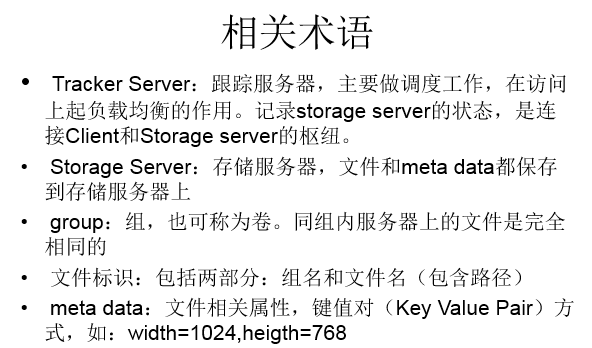 相关术语
• Tracker Server：跟踪服务器，主要做调度工作，在访问
上起负载均衡的作用。记录storage server的状态，是连
接Client和Storage server的枢纽。
• Storage Server：存储服务器，文件和meta data都保存
到存储服务器上
• group：组，也可称为卷。同组内服务器上的文件是完全
相同的
• 文件标识：包括两部分：组名和文件名（包含路径）
• meta data：文件相关属性，键值对（Key Value Pair）方
式，如：width=1024,heigth=768